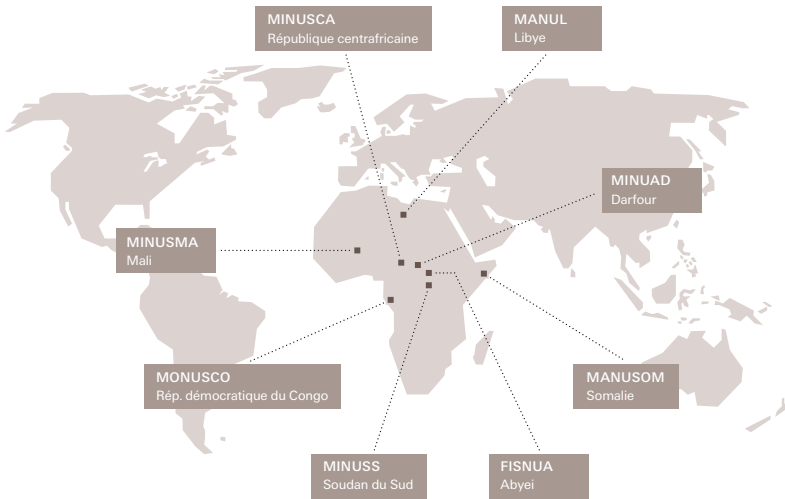 MINUSCA
République centrafricaine
MANUL
Libye
MINUAD
Darfour
MINUSMA
Mali
MONUSCO
Rép. démocratique du Congo
MANUSOM
Somalie
MINUSS
Soudan du Sud
FISNUA
Abyei